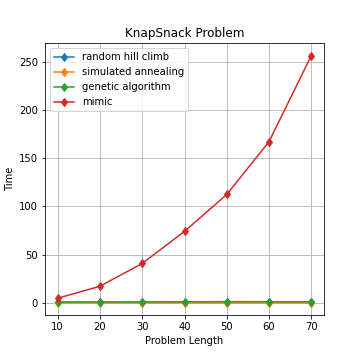 KnapSnack Problem
random hill climb
simulated annealing
genetic algorithm
mimic
Time
250
200
150
100
50
0
10 20 30 40 50 60 70
Problem Length